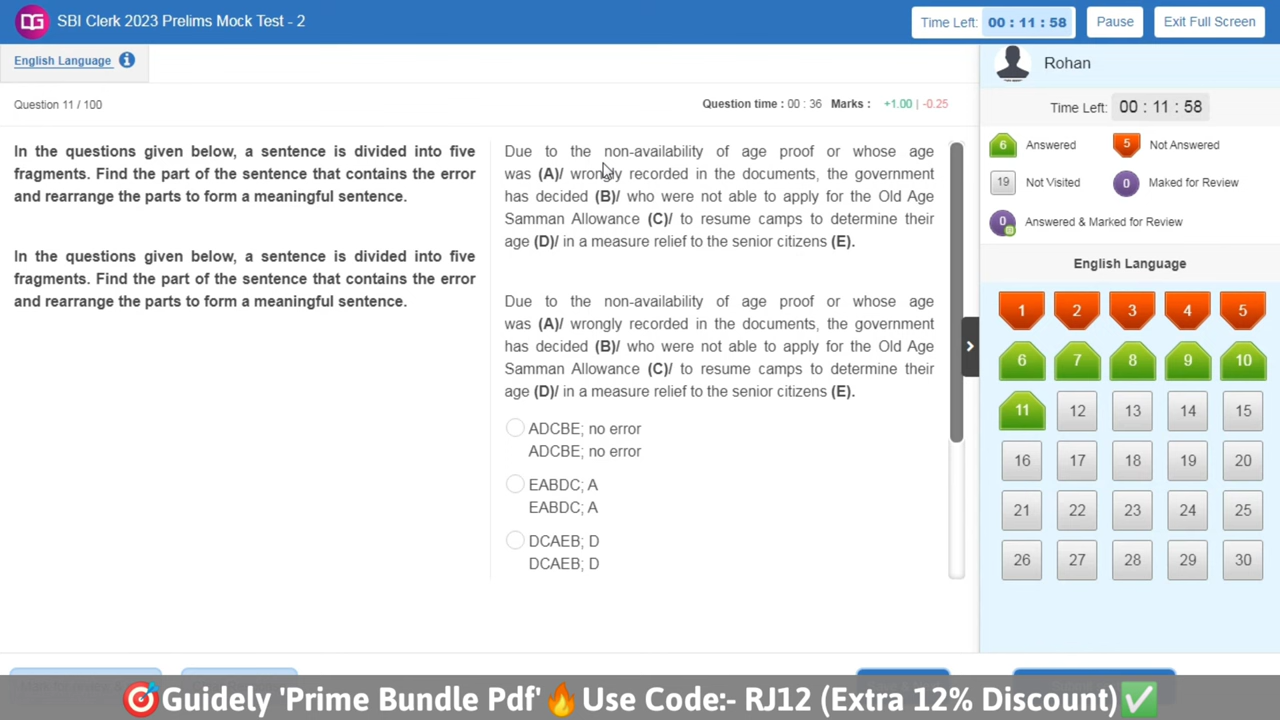 DG
SBI Clerk 2023 Prelims Mock Test - 2
Time Left: 00 : 11 : 58
Pause
Exit Full Screen
English Language i
Rohan
Question 11 / 100
Question time : 00 : 36 Marks : +1.00 | -0.25
Time Left: 00 : 11 : 58
6 Answered
5 Not Answered
19 Not Visited
0 Maked for Review
0 Answered & Marked for Review
In the questions given below, a sentence is divided into five
fragments. Find the part of the sentence that contains the error
and rearrange the parts to form a meaningful sentence.
In the questions given below, a sentence is divided into five
fragments. Find the part of the sentence that contains the error
and rearrange the parts to form a meaningful sentence.
Due to the non-availability of age proof or whose age
was (A)/ wrongly recorded in the documents, the government
has decided (B)/ who were not able to apply for the Old Age
Samman Allowance (C)/ to resume camps to determine their
age (D)/ in a measure relief to the senior citizens (E).
Due to the non-availability of age proof or whose age
was (A)/ wrongly recorded in the documents, the government
has decided (B)/ who were not able to apply for the Old Age
Samman Allowance (C)/ to resume camps to determine their
age (D)/ in a measure relief to the senior citizens (E).
ADCBE; no error
ADCBE; no error
EABDC; A
EABDC; A
DCAEB; D
DCAEB; D
English Language
1 2 3 4 5
6 7 8 9 10
11 12 13 14 15
16 17 18 19 20
21 22 23 24 25
26 27 28 29 30
🎯Guidely 'Prime Bundle Pdf'🔥Use Code:- RJ12 (Extra 12% Discount)✅